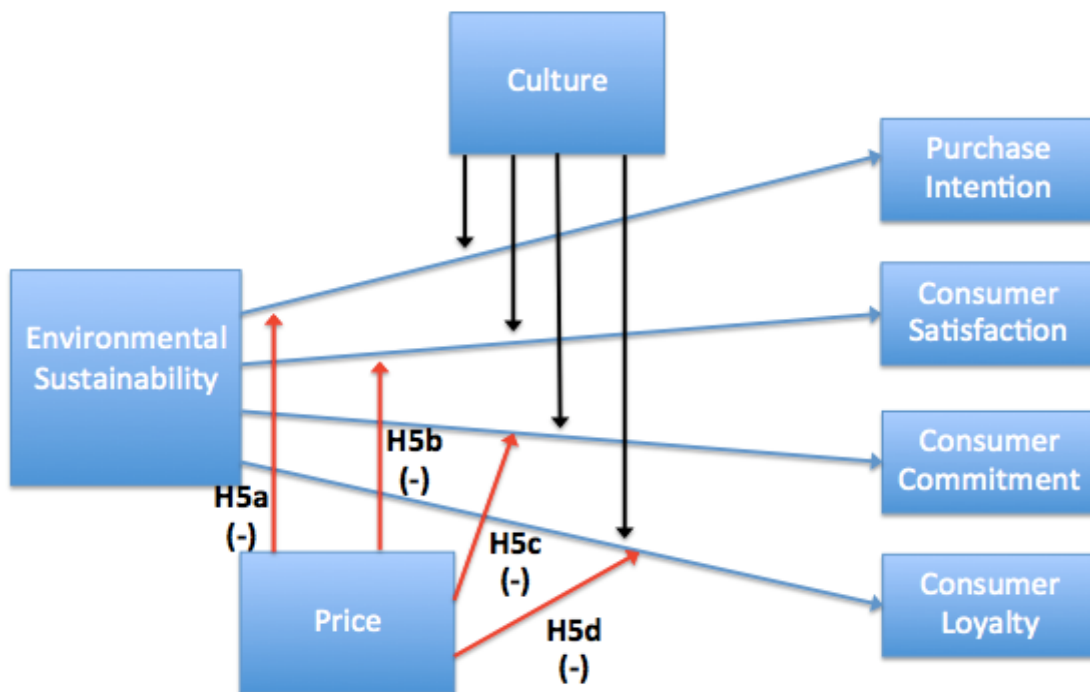 Culture
Purchase
Intention
Environmental
Sustainability
Consumer
Satisfaction
H5b
(-)
H5a
(-)
Consumer
Commitment
H5c
(-)
Price
H5d
(-)
Consumer
Loyalty